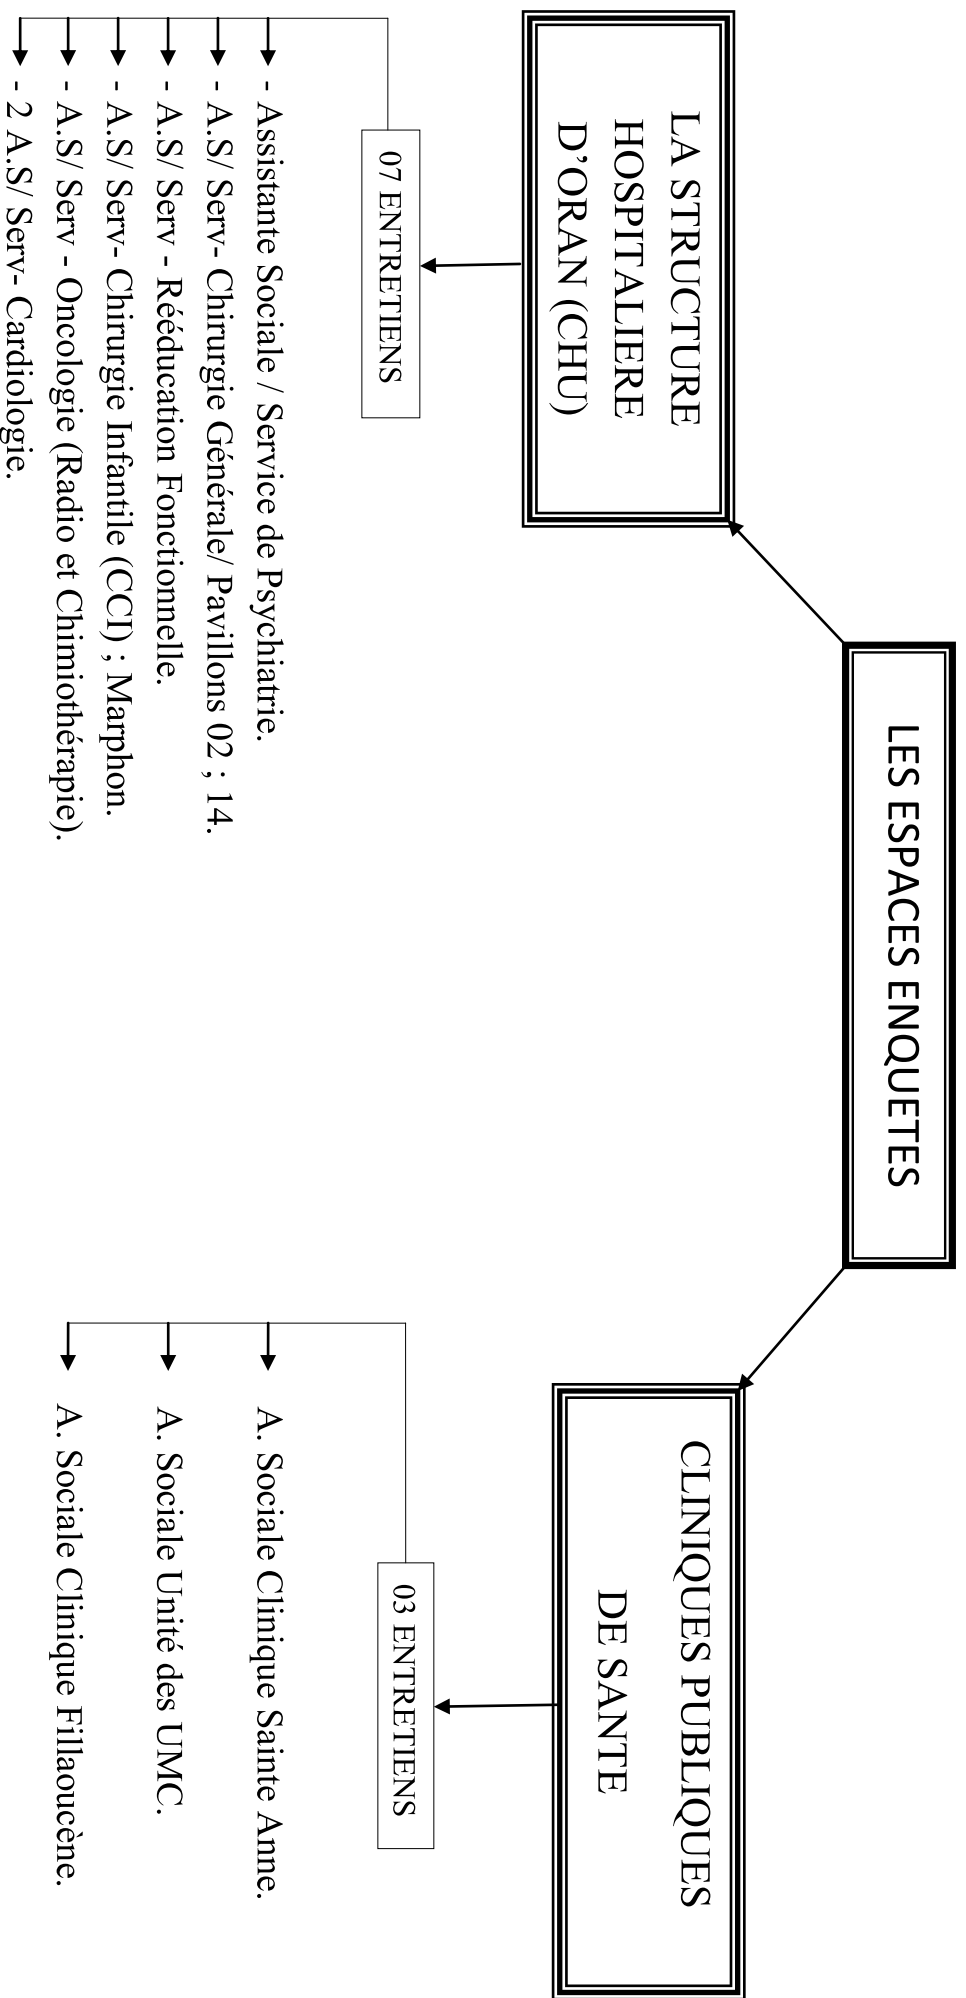 LES ESPACES ENQUETES
LA STRUCTURE
HOSPITALIERE
D’ORAN (CHU)
07 ENTRETIENS
- Assistante Sociale / Service de Psychiatrie.
- A.S/ Serv- Chirurgie Générale/ Pavillons 02 ; 14.
- A.S/ Serv - Rééducation Fonctionnelle.
- A.S/ Serv- Chirurgie Infantile (CCI) ; Marphon.
- A.S/ Serv - Oncologie (Radio et Chimiothérapie).
- 2 A.S/ Serv- Cardiologie.
CLINIQUES PUBLIQUES
DE SANTE
03 ENTRETIENS
A. Sociale Clinique Sainte Anne.
A. Sociale Unité des UMC.
A. Sociale Clinique Fillaoucène.